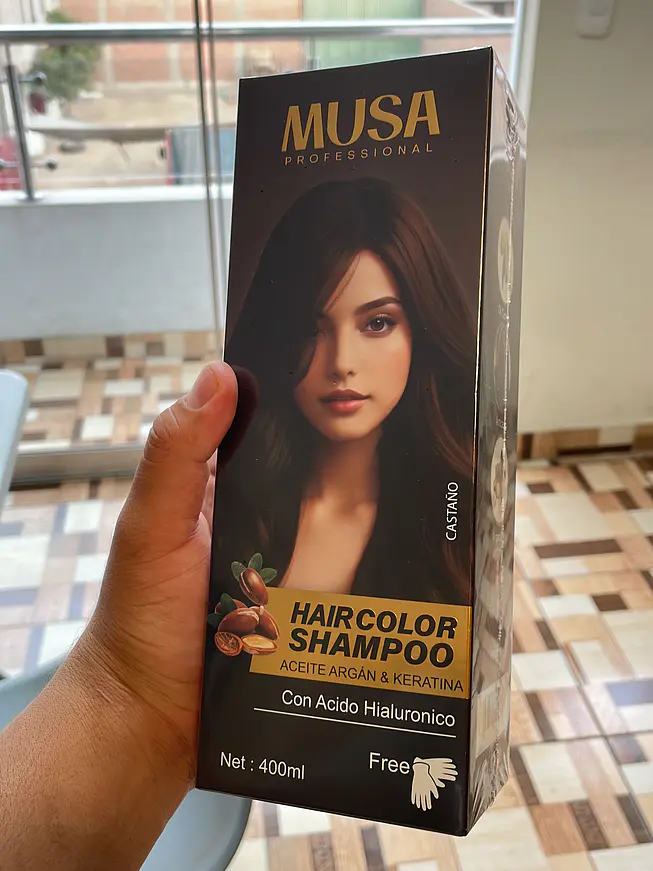 MUSA
PROFESSIONAL
CASTAÑO
HAIRCOLOR
SHAMPOO
ACEITE ARGÁN & KERATINA
Con Acido Hialuronico
Net : 400ml
Free